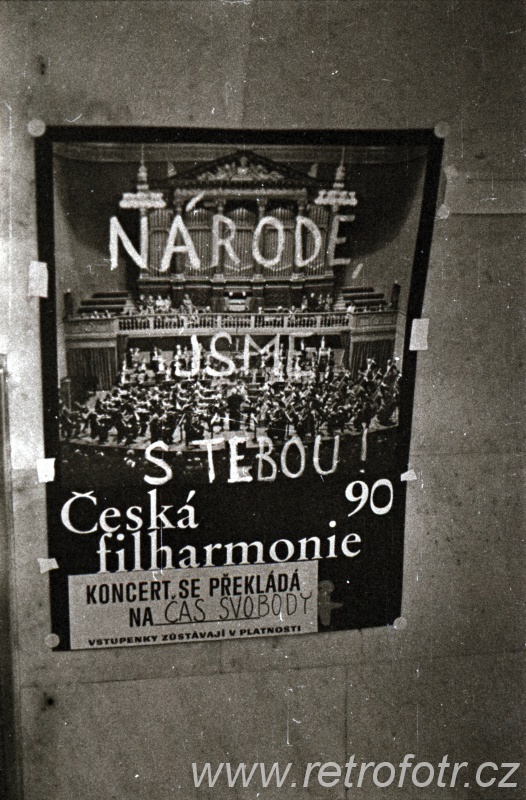 NÁRODE,
JSME
S TEBOU!
Česká 90
filharmonie
KONCERT SE PŘEKLÁDÁ
NA ČAS SVOBODY
VSTUPENKY ZŮSTÁVAJÍ V PLATNOSTI
www.retrofotr.cz